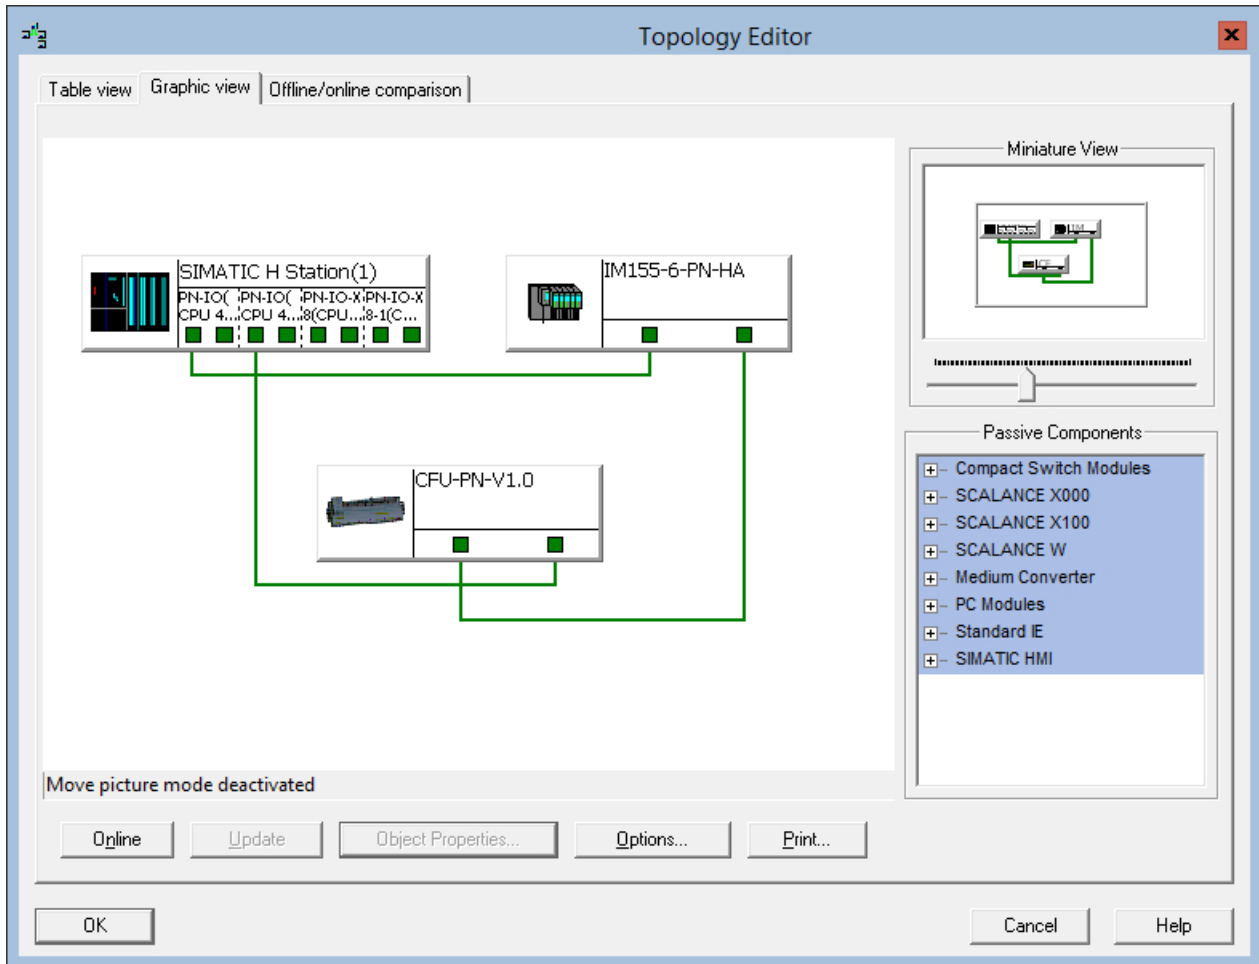 Topology Editor
Table view
Graphic view
Offline/online comparison
Miniature View
SIMATIC H Station(1)
PN-IO( PN-IO( PN-IO-X PN-IO-X
CPU 4... CPU 4... 8(CPU... 8-1(C...
IM155-6-PN-HA
CFU-PN-V1.0
Passive Components
Compact Switch Modules
SCALANCE X000
SCALANCE X100
SCALANCE W
Medium Converter
PC Modules
Standard IE
SIMATIC HMI
Move picture mode deactivated
Online
Update
Object Properties...
Options...
Print...
OK
Cancel
Help